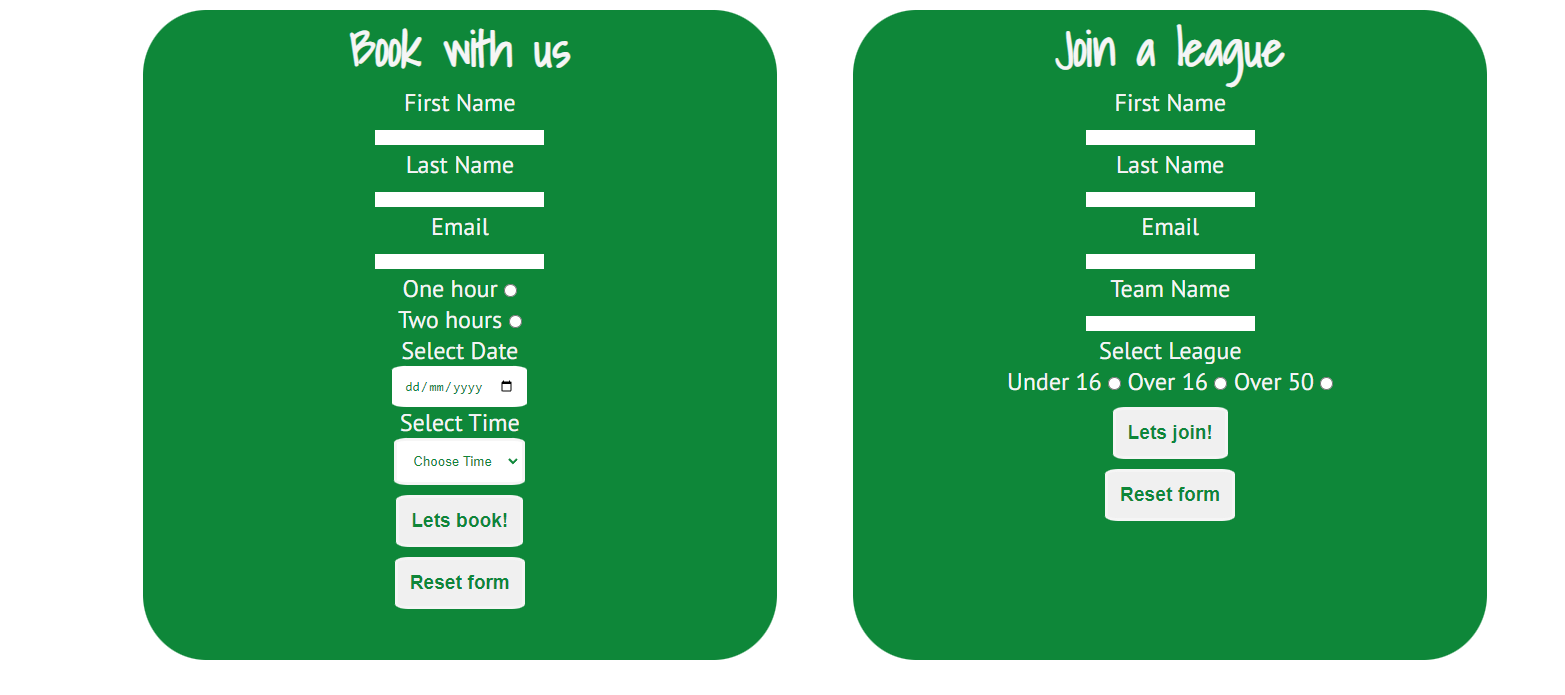 Book with us
First Name
Last Name
Email
One hour
Two hours
Select Date
dd/mm/yyyy
Select Time
Choose Time
Lets book!
Reset form
Join a league
First Name
Last Name
Email
Team Name
Select League
Under 16 Over 16 Over 50
Lets join!
Reset form